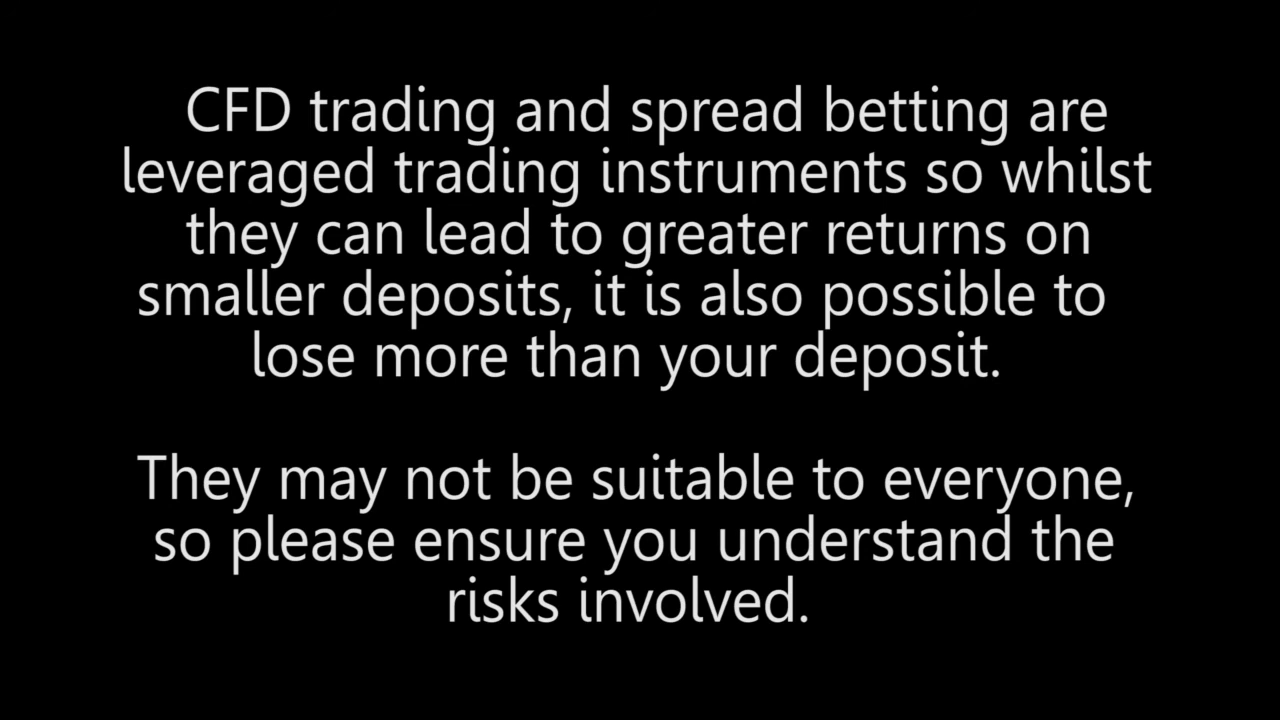 CFD trading and spread betting are
leveraged trading instruments so whilst
they can lead to greater returns on
smaller deposits, it is also possible to
lose more than your deposit.
They may not be suitable to everyone,
so please ensure you understand the
risks involved.